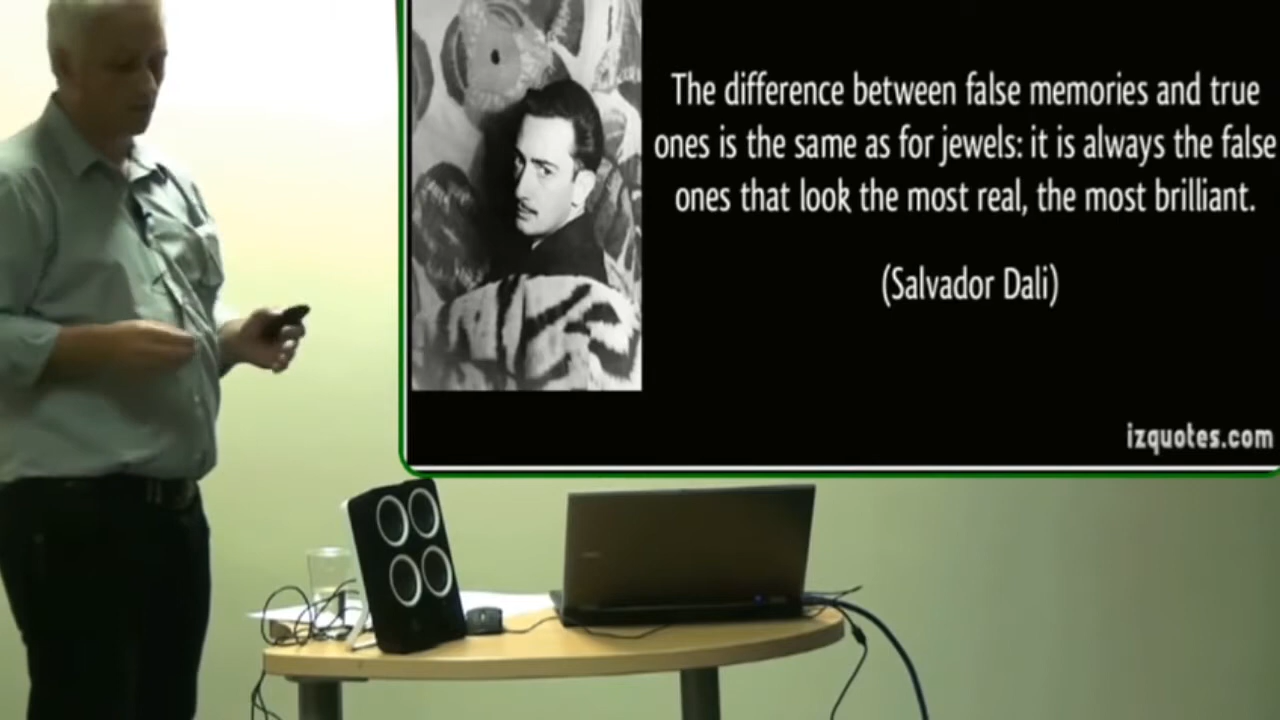 The difference between false memories and true
ones is the same as for jewels: it is always the false
ones that look the most real, the most brilliant.
(Salvador Dali)
izquotes.com